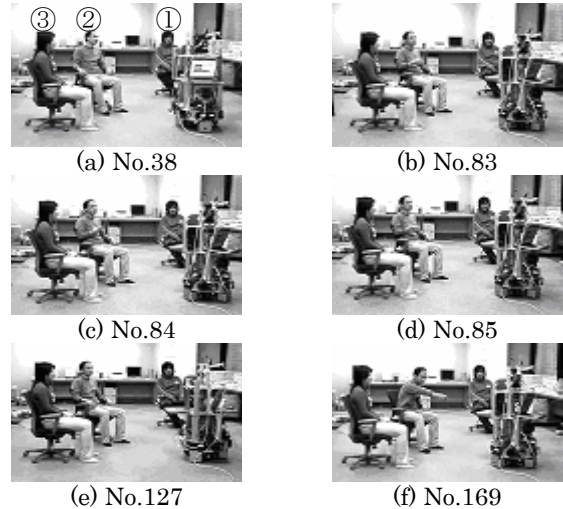 ③ ② ①
(a) No.38
(b) No.83
(c) No.84
(d) No.85
(e) No.127
(f) No.169